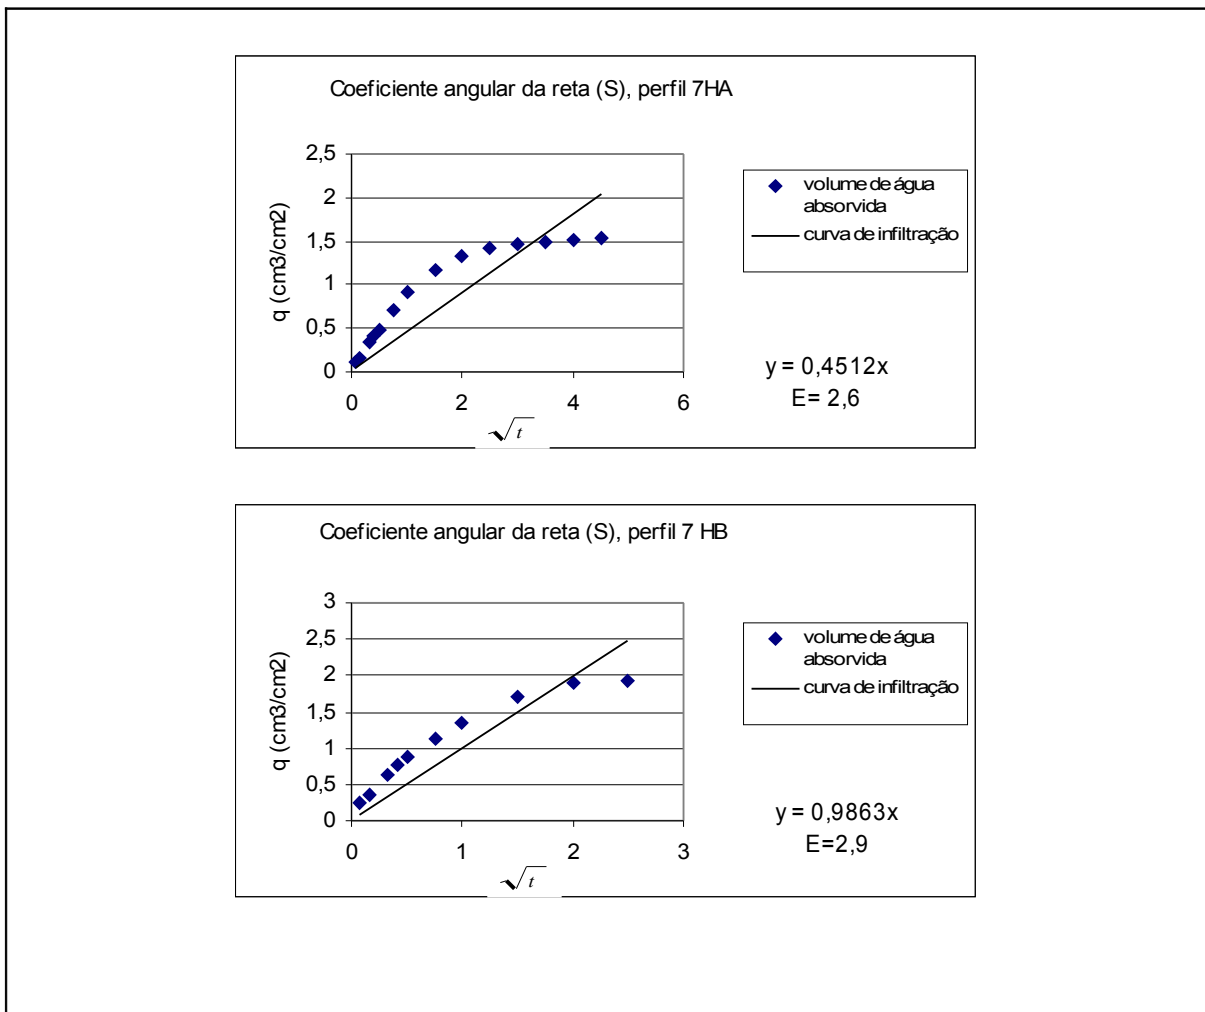 Coeficiente angular da reta (S), perfil 7HA
q (cm3/cm2)
2,5
2
1,5
1
0,5
0
0 2 4 6
√t
volume de água
absorvida
curva de infiltração
y = 0,4512x
E= 2,6
Coeficiente angular da reta (S), perfil 7 HB
q (cm3/cm2)
3
2,5
2
1,5
1
0,5
0
0 1 2 3
√t
volume de água
absorvida
curva de infiltração
y = 0,9863x
E=2,9